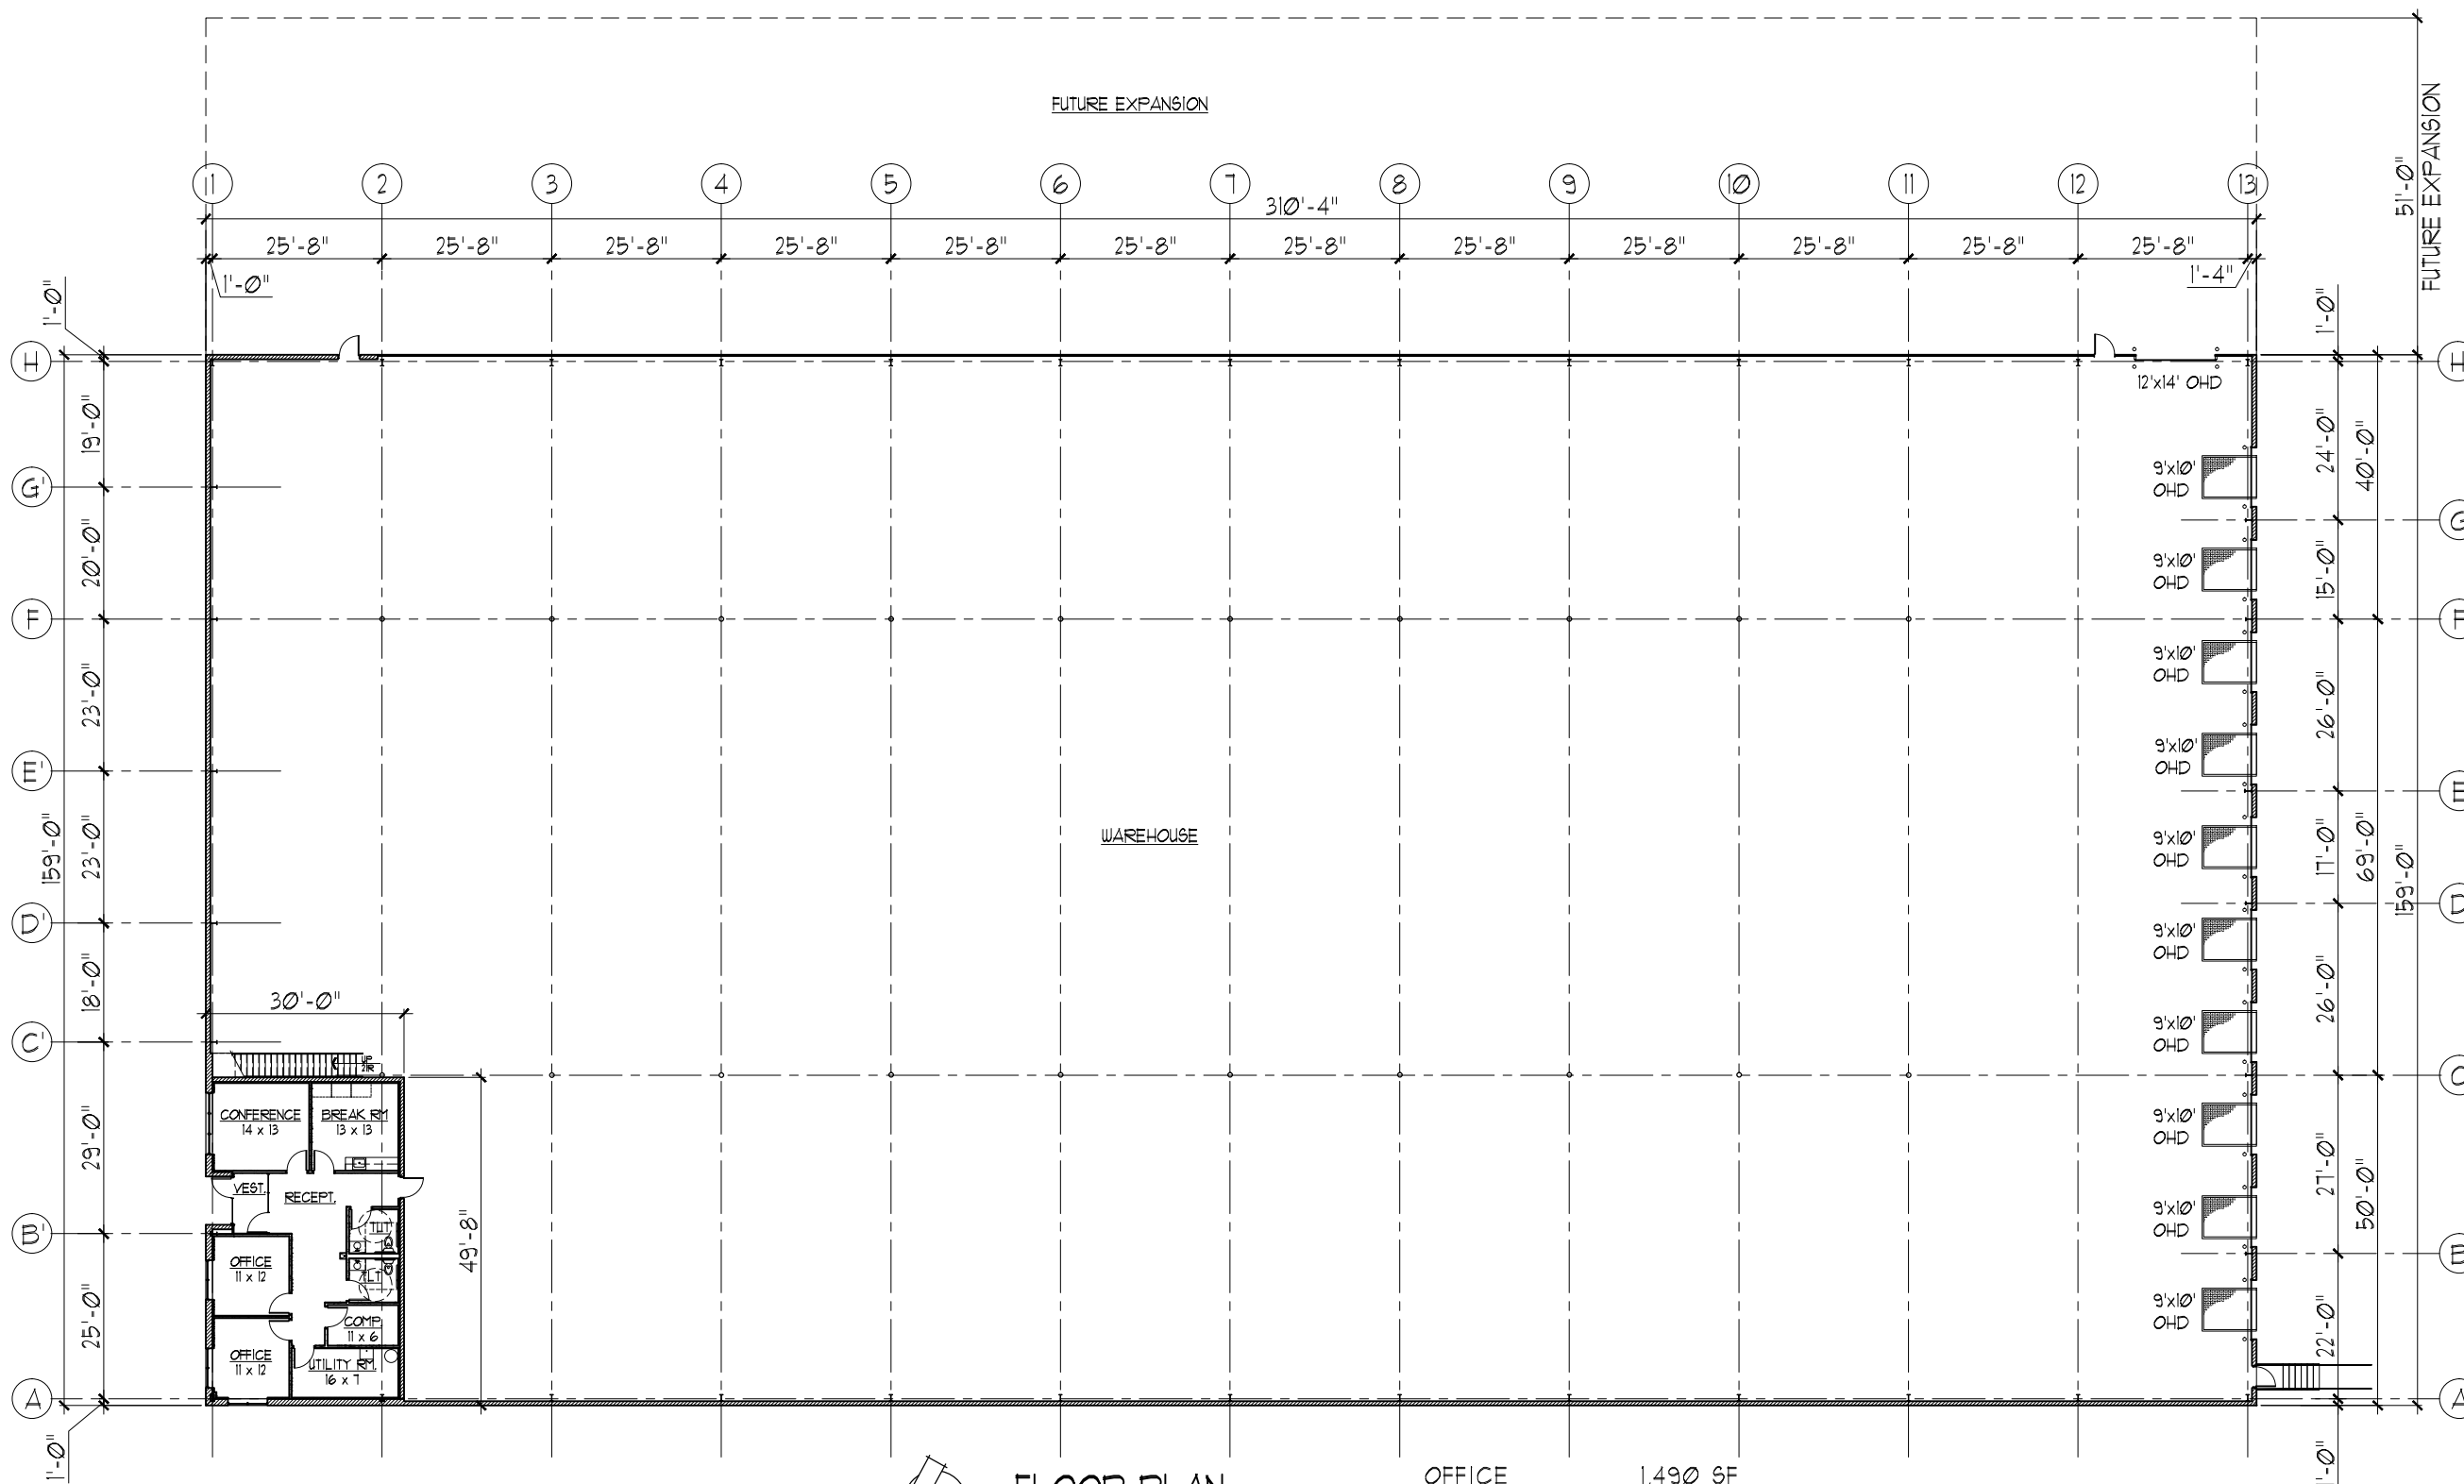 FUTURE EXPANSION
51'-0"
FUTURE EXPANSION
1 2 3 4 5 6 7 8 9 10 11 12 13
310'-4"
25'-8" 25'-8" 25'-8" 25'-8" 25'-8" 25'-8" 25'-8" 25'-8" 25'-8" 25'-8" 25'-8" 25'-8"
1'-0" 1'-4"
1'-0" 1'-0"
H H
12'x14' OHD
19'-0" 24'-0" 40'-0"
9'x10'
OHD
G' G
20'-0" 15'-0"
9'x10'
OHD
F F
9'x10'
OHD
23'-0" 26'-0"
9'x10'
OHD
E' E
WAREHOUSE
159'-0" 23'-0" 17'-0" 69'-0" 159'-0"
9'x10'
OHD
D' D
9'x10'
OHD
18'-0" 26'-0"
30'-0"
9'x10'
OHD
C' C
UP
21R
CONFERENCE
14 x 13
BREAK RM
13 x 13
9'x10'
OHD
29'-0" 27'-0" 50'-0"
VEST.
RECEPT.
9'x10'
OHD
TLT
B' B
49'-8"
OFFICE
11 x 12
TLT
9'x10'
OHD
25'-0" 22'-0"
COMP.
11 x 6
OFFICE
11 x 12
UTILITY RM.
16 x 7
A A
1'-0"
FLOOR PLAN
OFFICE 1,490 SF